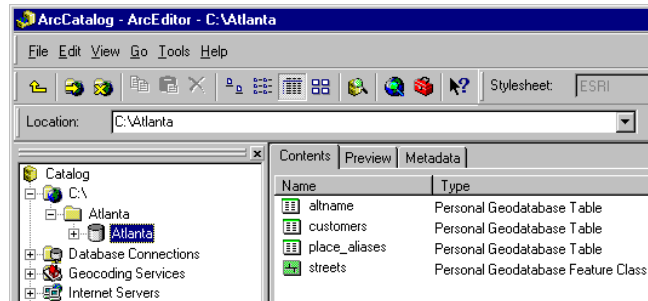 ArcCatalog - ArcEditor - C:\Atlanta
File Edit View Go Tools Help
Stylesheet: ESRI
Location: C:\Atlanta
Contents Preview Metadata
Name Type
altname Personal Geodatabase Table
customers Personal Geodatabase Table
place_aliases Personal Geodatabase Table
streets Personal Geodatabase Feature Class
Catalog
C:\
Atlanta
Atlanta
Database Connections
Geocoding Services
Internet Servers